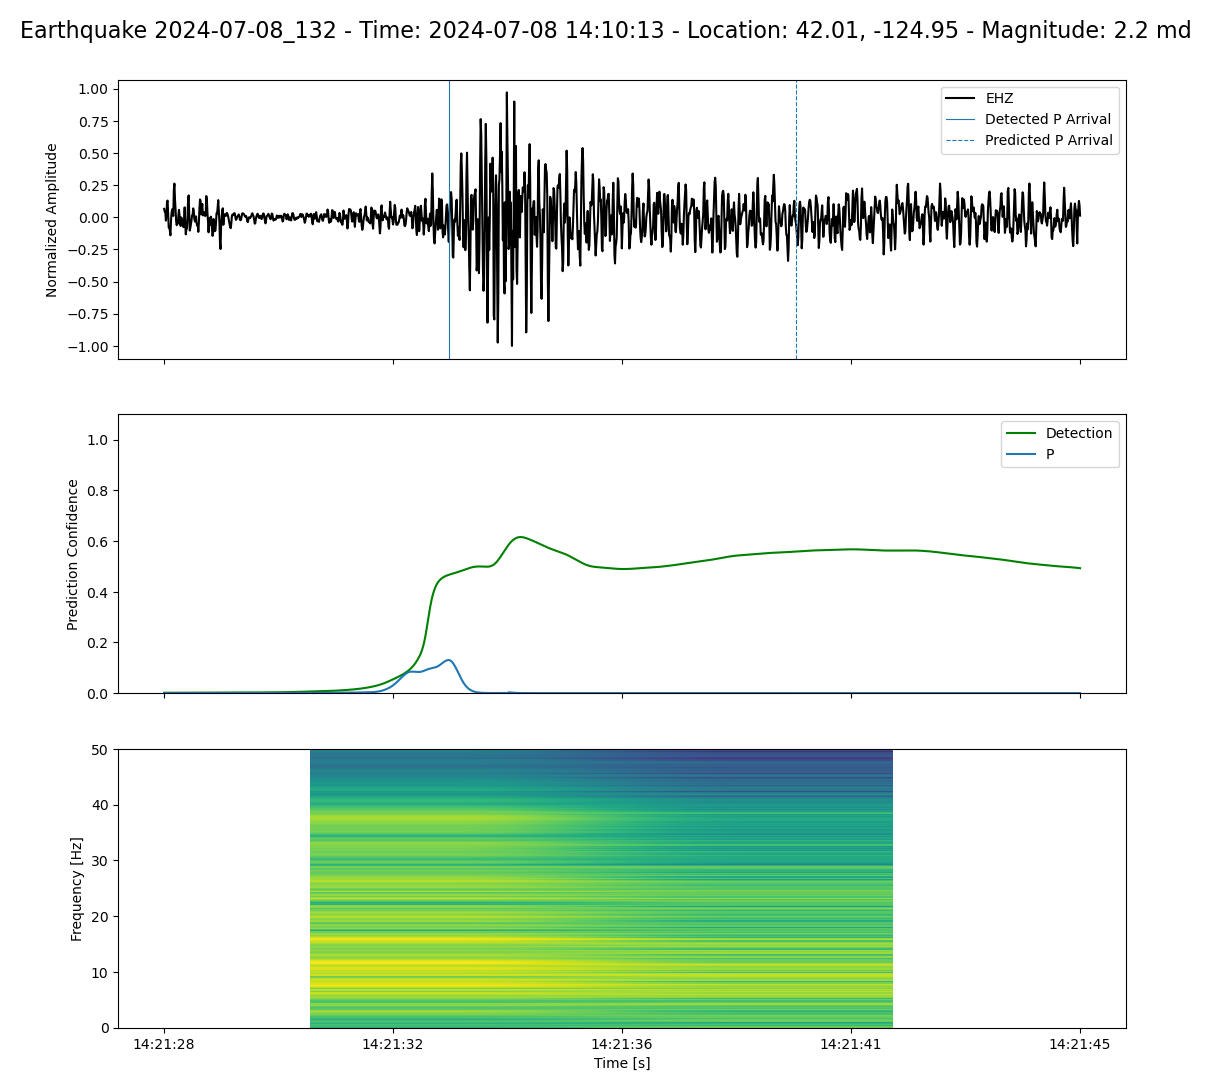 Earthquake 2024-07-08_132 - Time: 2024-07-08 14:10:13 - Location: 42.01, -124.95 - Magnitude: 2.2 md
1.00
0.75
0.50
0.25
0.00
−0.25
−0.50
−0.75
−1.00
Normalized Amplitude
EHZ
Detected P Arrival
Predicted P Arrival
1.0
0.8
0.6
0.4
0.2
0.0
Prediction Confidence
Detection
P
50
40
30
20
10
0
Frequency [Hz]
14:21:28 14:21:32 14:21:36 14:21:41 14:21:45
Time [s]